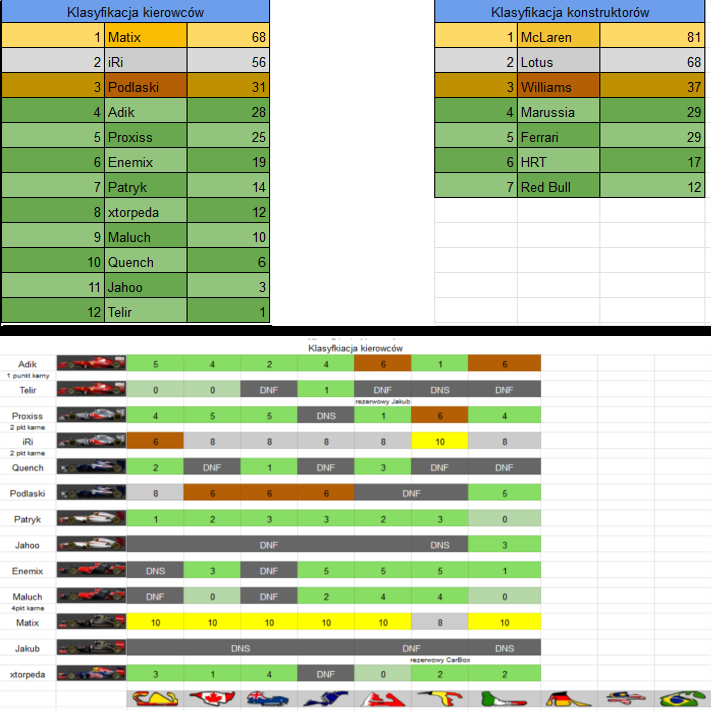 Klasyfikacja kierowców
1 Matix 68
2 iRi 56
3 Podlaski 31
4 Adik 28
5 Proxiss 25
6 Enemix 19
7 Patryk 14
8 xtorpeda 12
9 Maluch 10
10 Quench 6
11 Jahoo 3
12 Telir 1
Klasyfikacja konstruktorów
1 McLaren 81
2 Lotus 68
3 Williams 37
4 Marussia 29
5 Ferrari 29
6 HRT 17
7 Red Bull 12
Klasyfkiacja kierowców
Adik 5 4 2 4 6 1 6
1 punkt karny
Telir 0 0 DNF 1 DNF DNS DNF
rezerwowy Jakub
Proxiss 4 5 5 DNS 1 6 4
2 pkt karne
iRi 6 8 8 8 8 10 8
2 pkt karne
Quench 2 DNF 1 DNF 3 DNF DNF
Podlaski 8 6 6 6 DNF 5
Patryk 1 2 3 3 2 3 0
Jahoo DNF DNS 3
Enemix DNS 3 DNF 5 5 5 1
Maluch DNF 0 DNF 2 4 4 0
4pkt karne
Matix 10 10 10 10 10 8 10
Jakub DNS DNF DNS
rezerwowy CarBox
xtorpeda 3 1 4 DNF 0 2 2